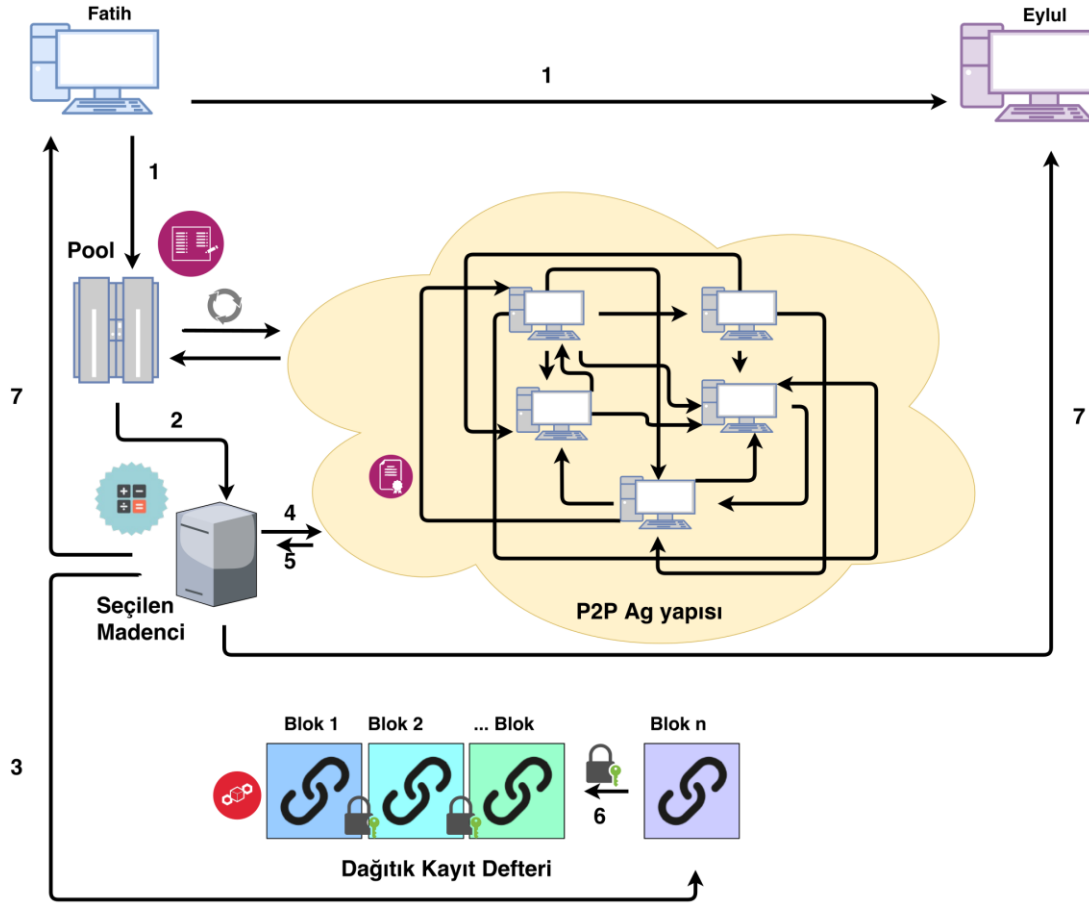 Fatih
Eylul
1
1
Pool
7
2
7
4
5
Seçilen
Madenci
P2P Ag yapısı
3
Blok 1
Blok 2
... Blok
Blok n
6
Dağıtık Kayıt Defteri